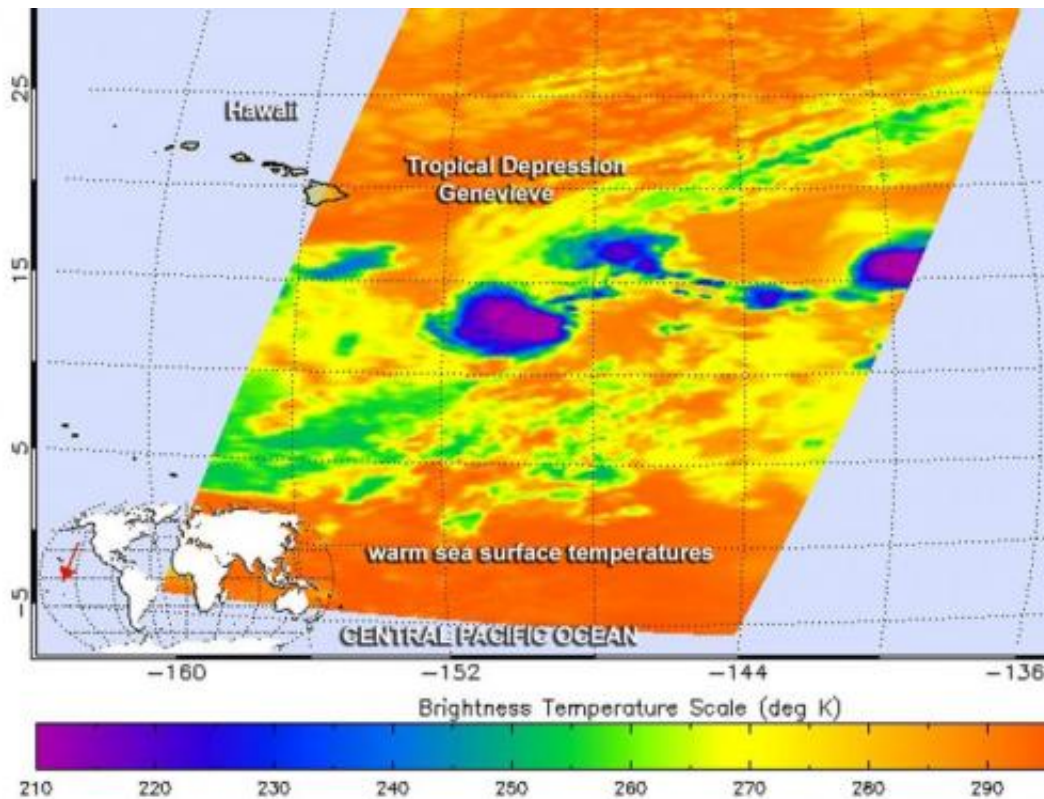 25
Hawaii
Tropical Depression
Genevieve
15
5
warm sea surface temperatures
-5
CENTRAL PACIFIC OCEAN
-160 -152 -144 -136
Brightness Temperature Scale (deg K)
210 220 230 240 250 260 270 280 290